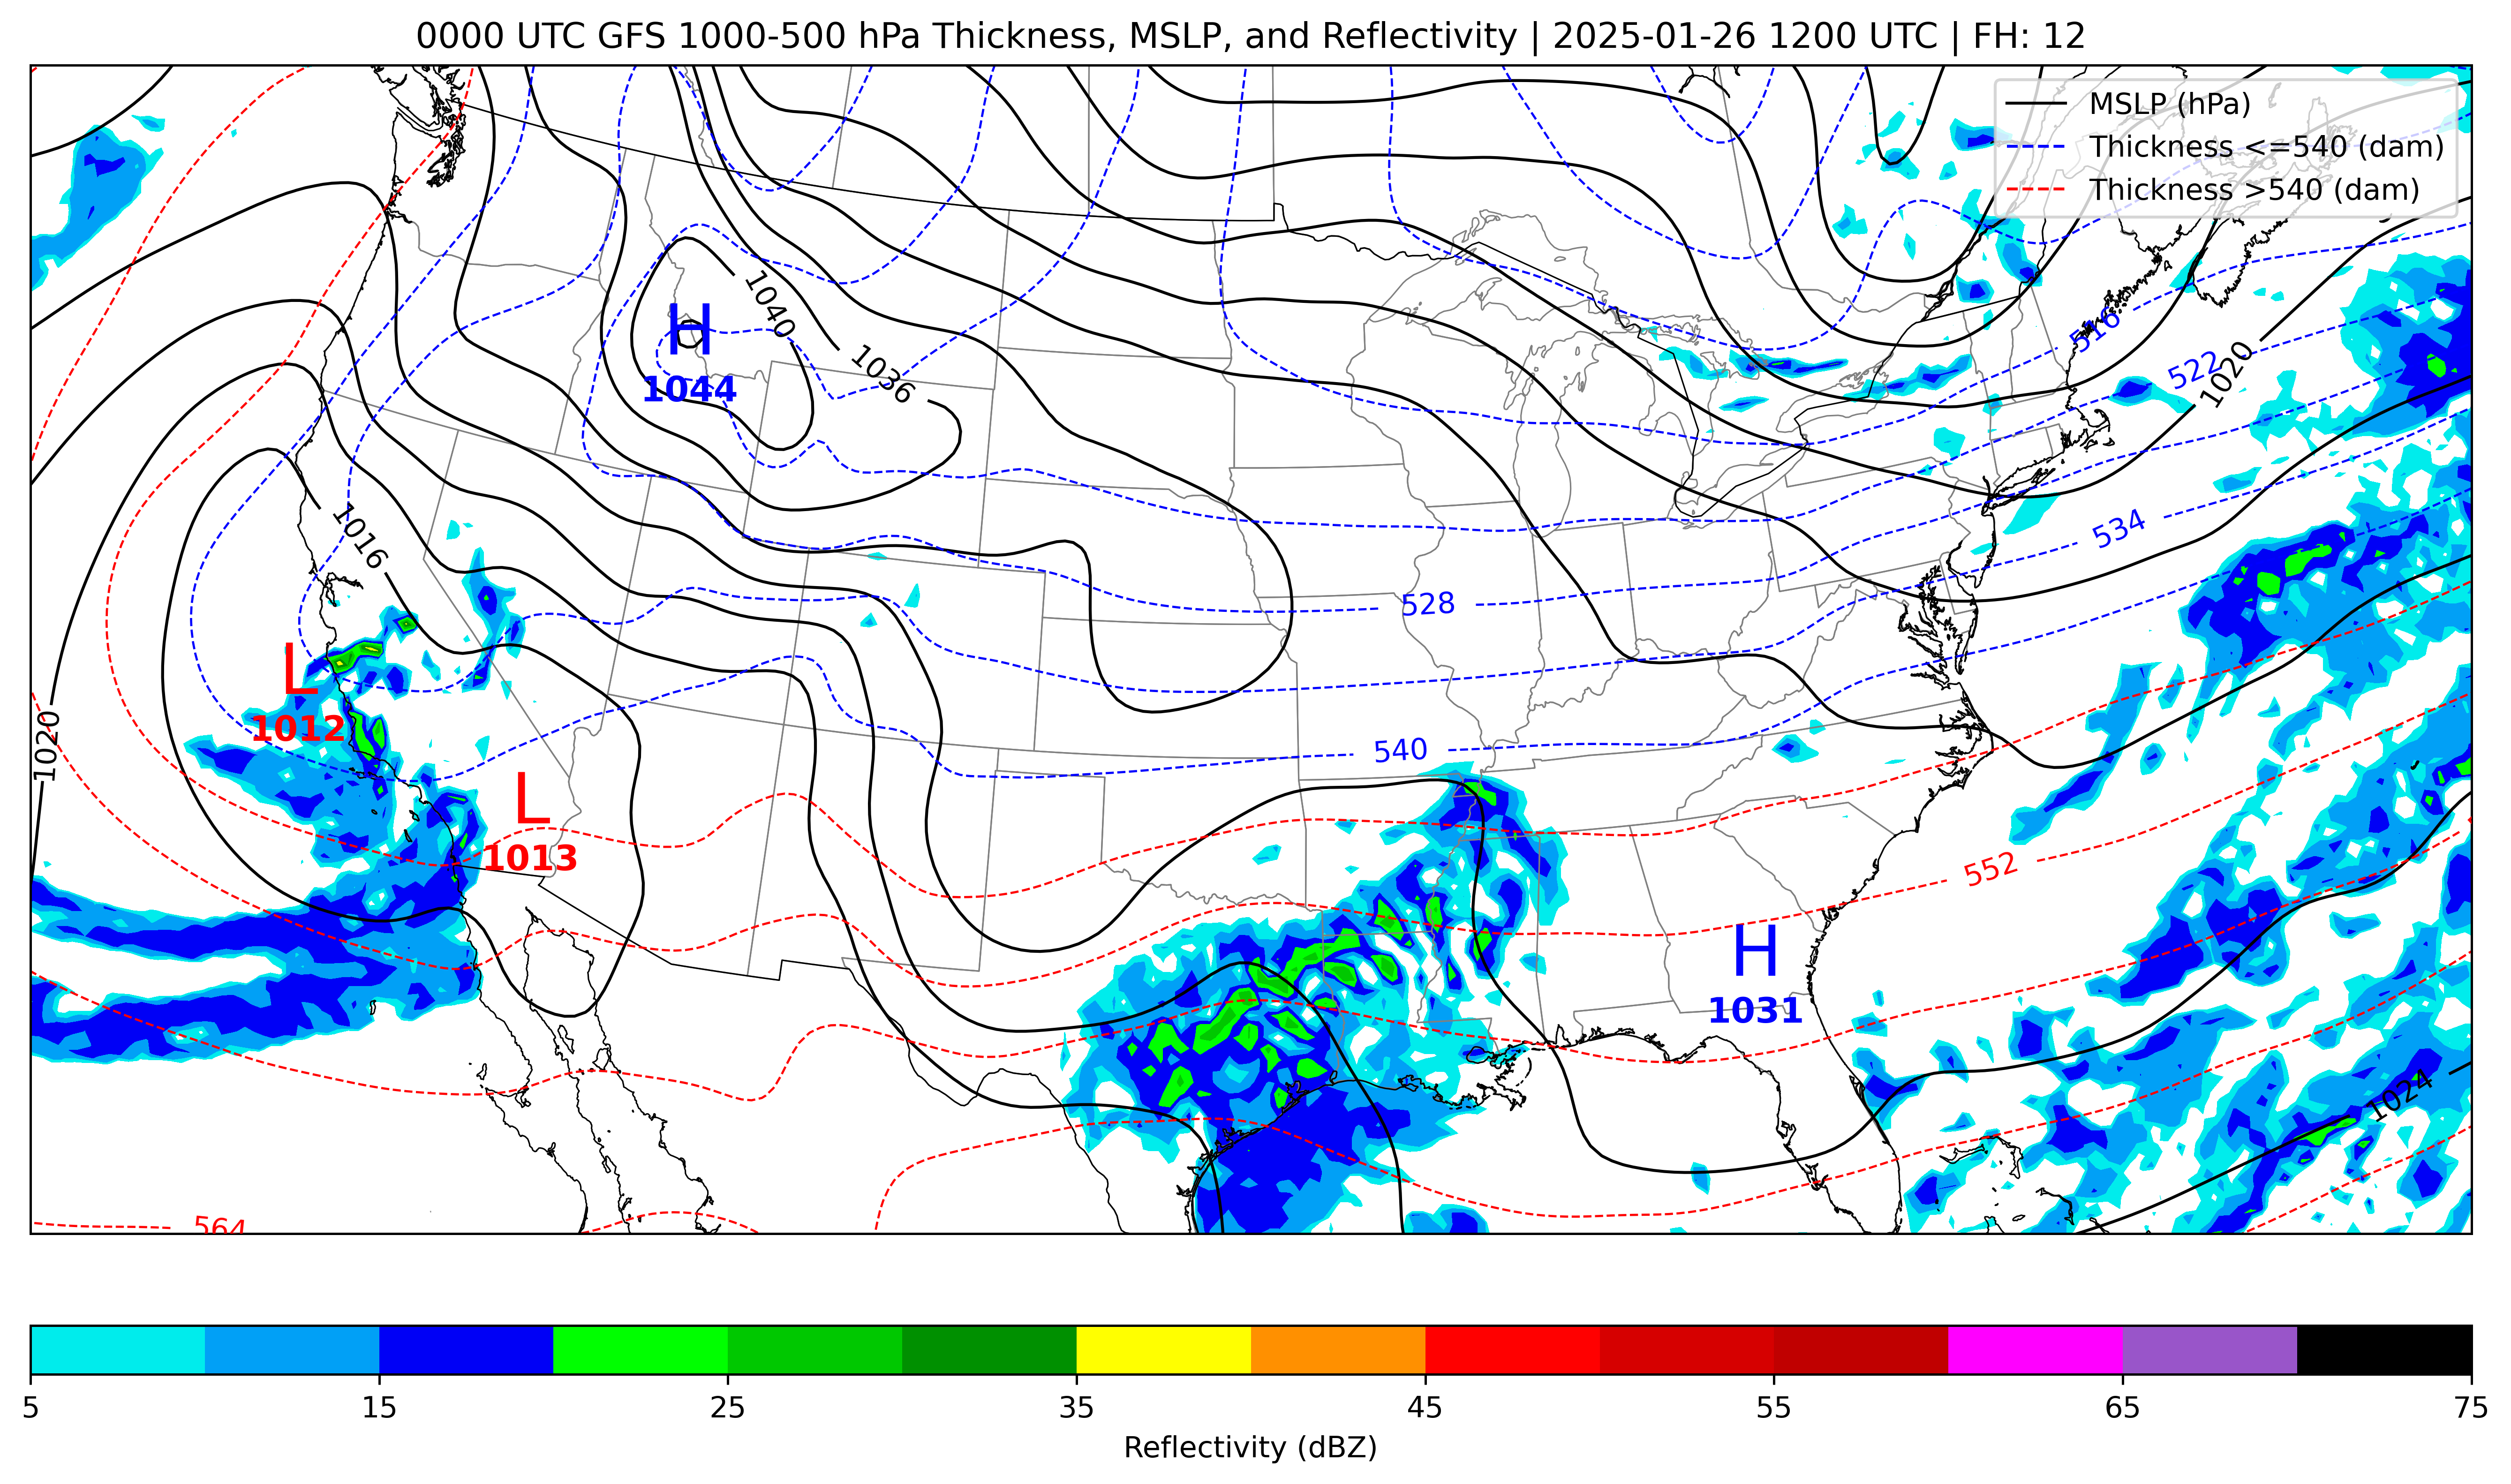 0000 UTC GFS 1000-500 hPa Thickness, MSLP, and Reflectivity | 2025-01-26 1200 UTC | FH: 12
MSLP (hPa)
Thickness <=540 (dam)
Thickness >540 (dam)
1040
H
1044
1036
516
522
1020
1016
534
528
L
1012
1020
540
L
1013
552
H
1031
1024
564
5
15
25
35
45
55
65
75
Reflectivity (dBZ)